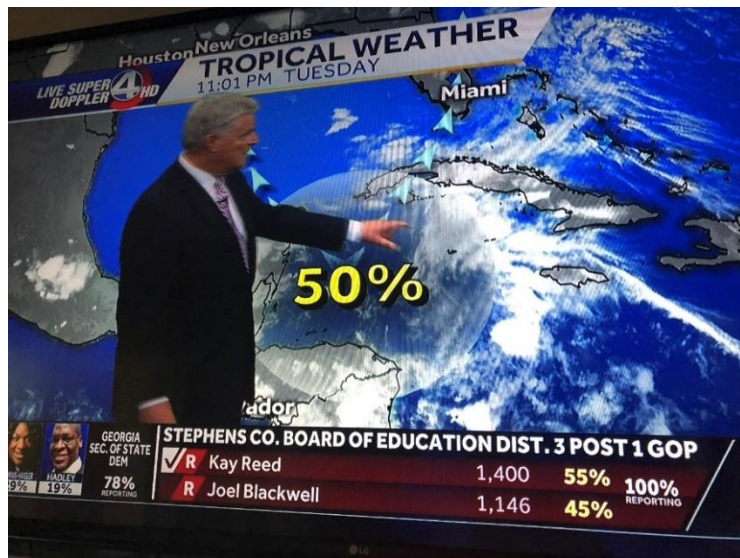 New Orleans
Houston
TROPICAL WEATHER
11:01 PM TUESDAY
LIVE SUPER
DOPPLER 4 HD
Miami
50%
ador
GEORGIA
SEC. OF STATE
DEM
78%
REPORTING
HADLEY
9% 19%
STEPHENS CO. BOARD OF EDUCATION DIST. 3 POST 1 GOP
R Kay Reed 1,400 55%
R Joel Blackwell 1,146 45%
100%
REPORTING
LG